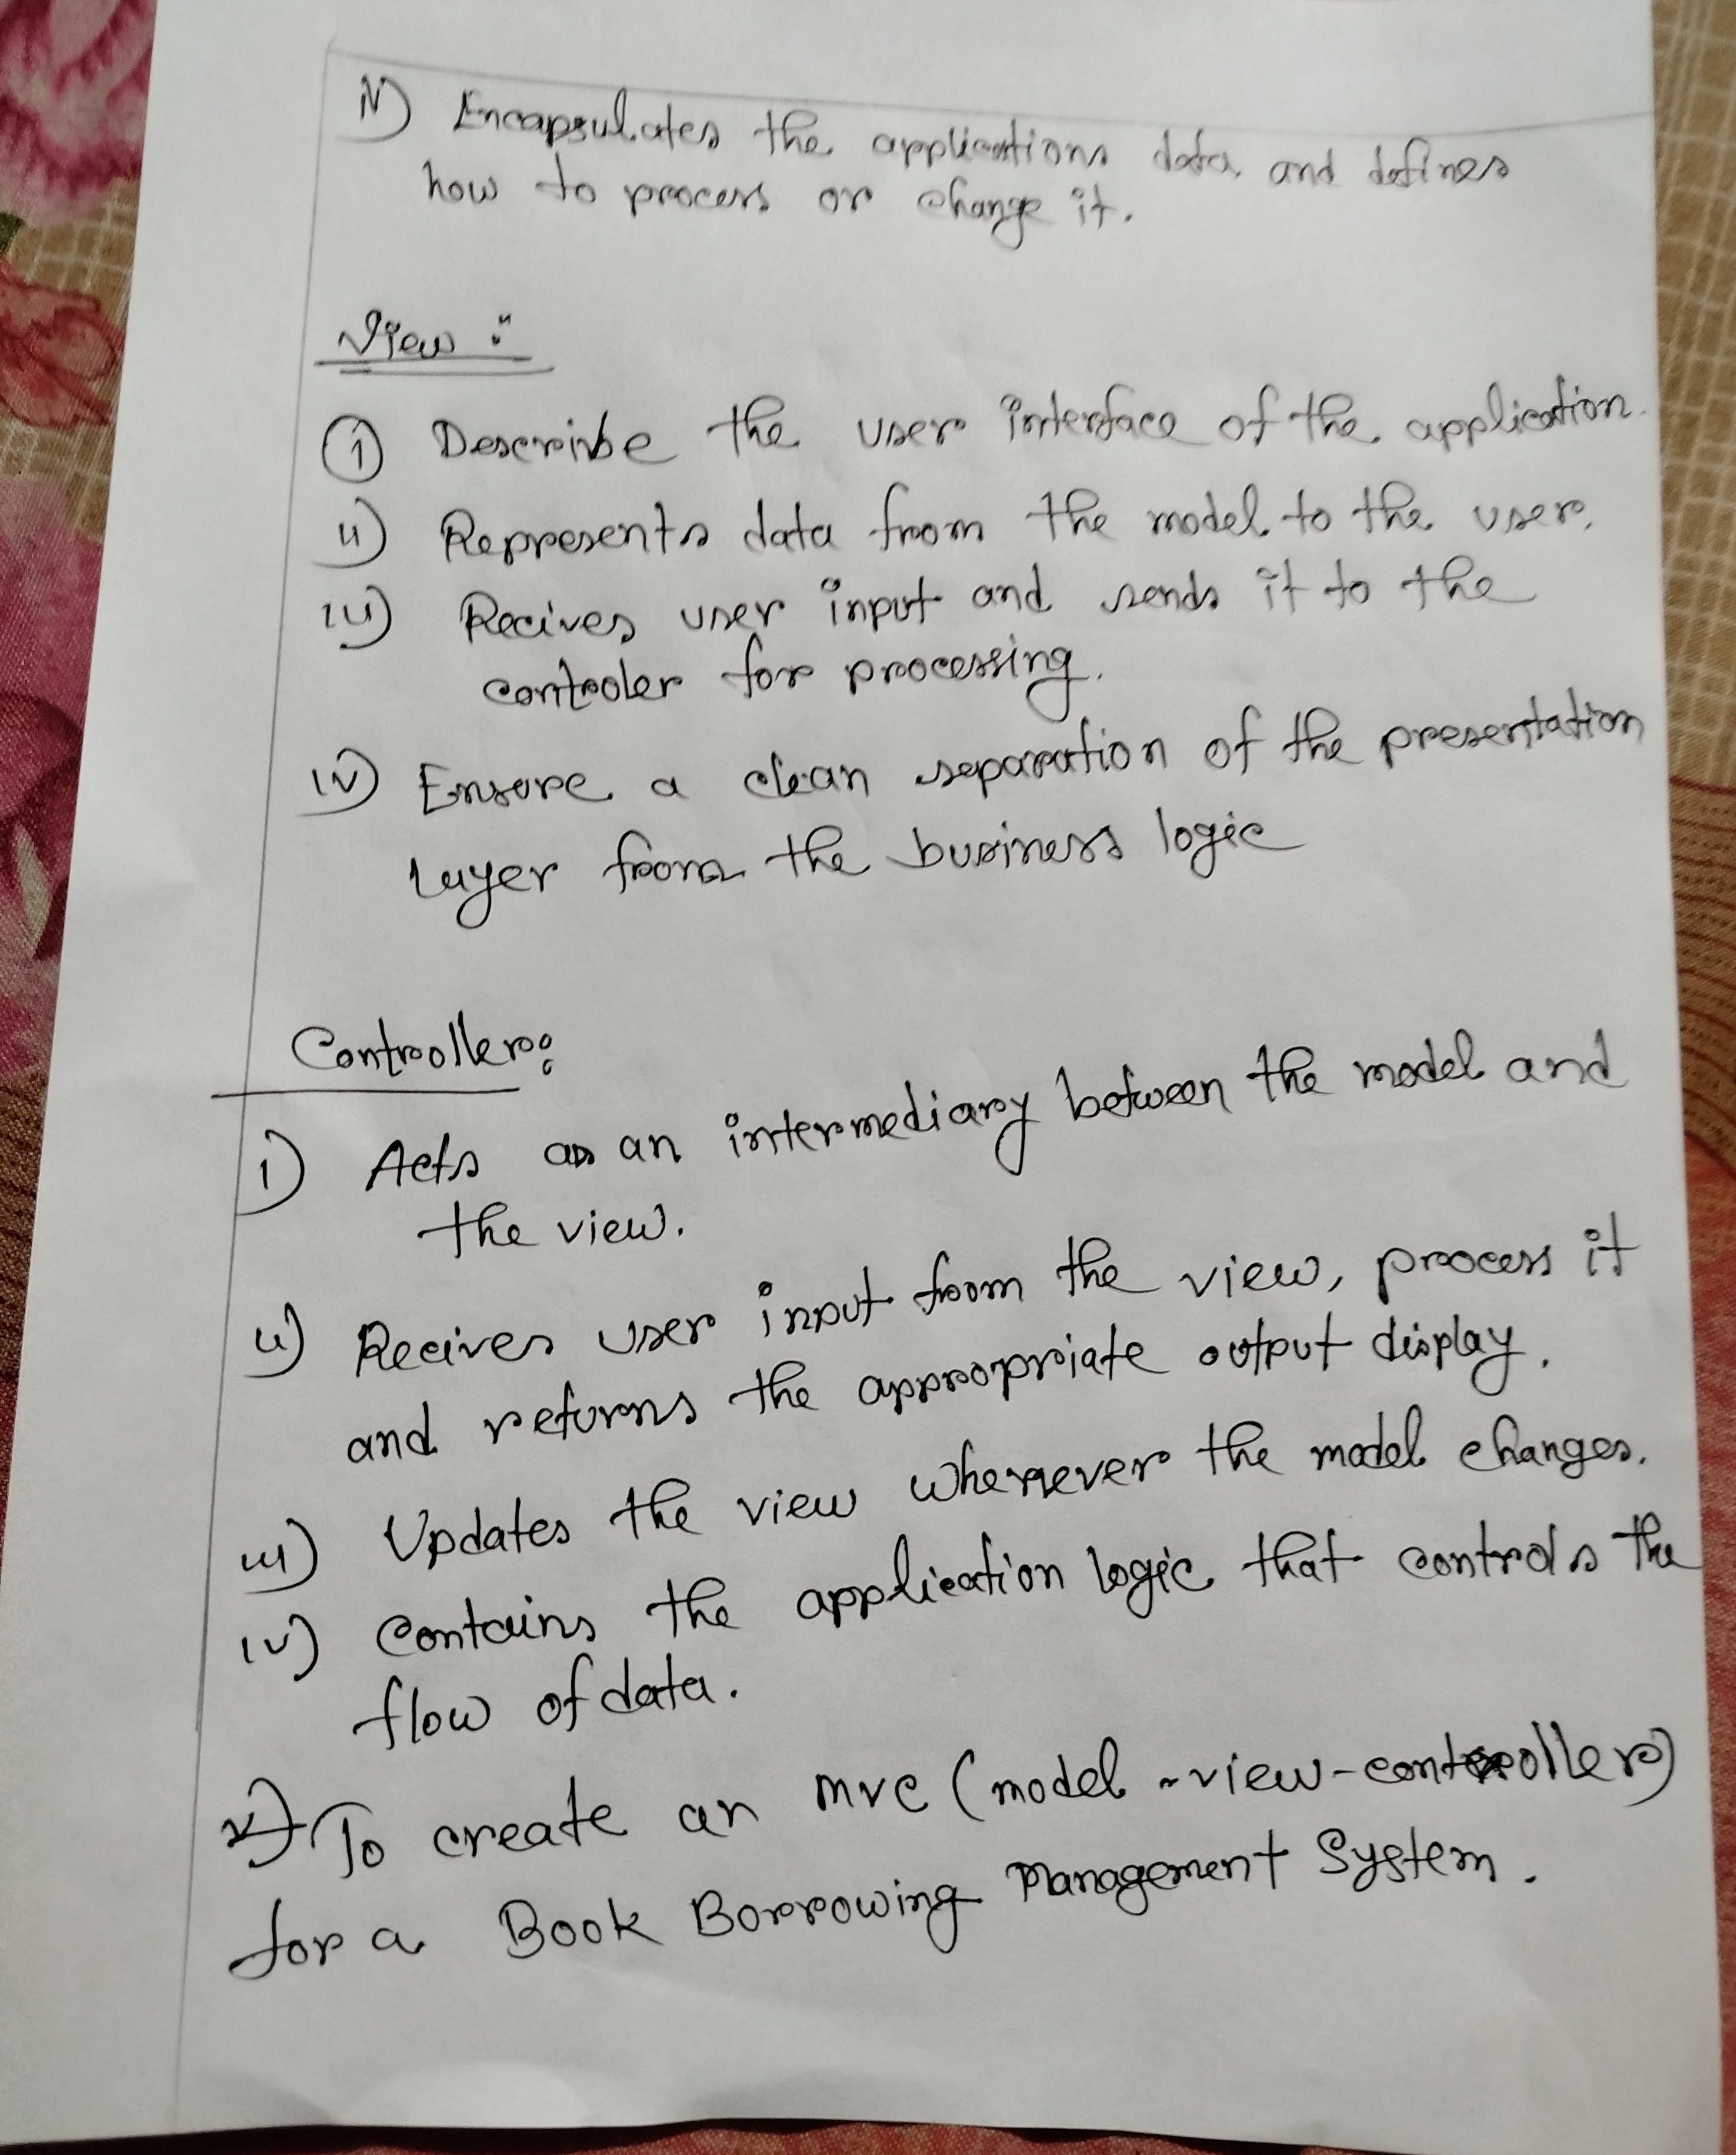 iv) Encapsulates the applications data and defines
how to process or change it.
View :
i) Describe the user interface of the application.
ii) Represents data from the model to the user.
iii) Recives user input and sends it to the
controler for processing.
iv) Ensure a clean separation of the presentation
layer from the business logic
Controller:
i) Acts as an intermediary between the model and
the view.
ii) Recives user input from the view, process it
and returns the appropriate output display.
iii) Updates the view whenever the model changes.
iv) Contains the application logic that controls the
flow of data.
v) To create an mvc (model-view-controller)
for a Book Borrowing Management System.